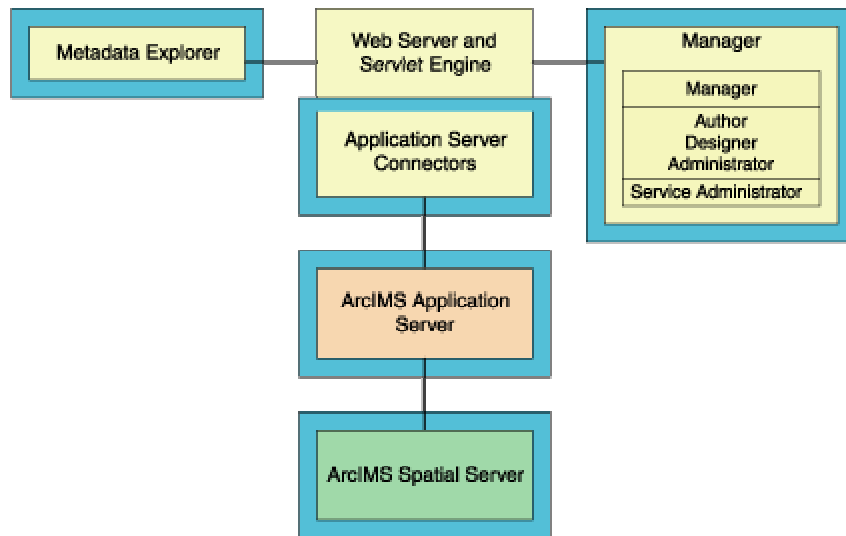 Metadata Explorer
Web Server and
Servlet Engine
Manager
Manager
Author
Designer
Administrator
Service Administrator
Application Server
Connectors
ArcIMS Application
Server
ArcIMS Spatial Server